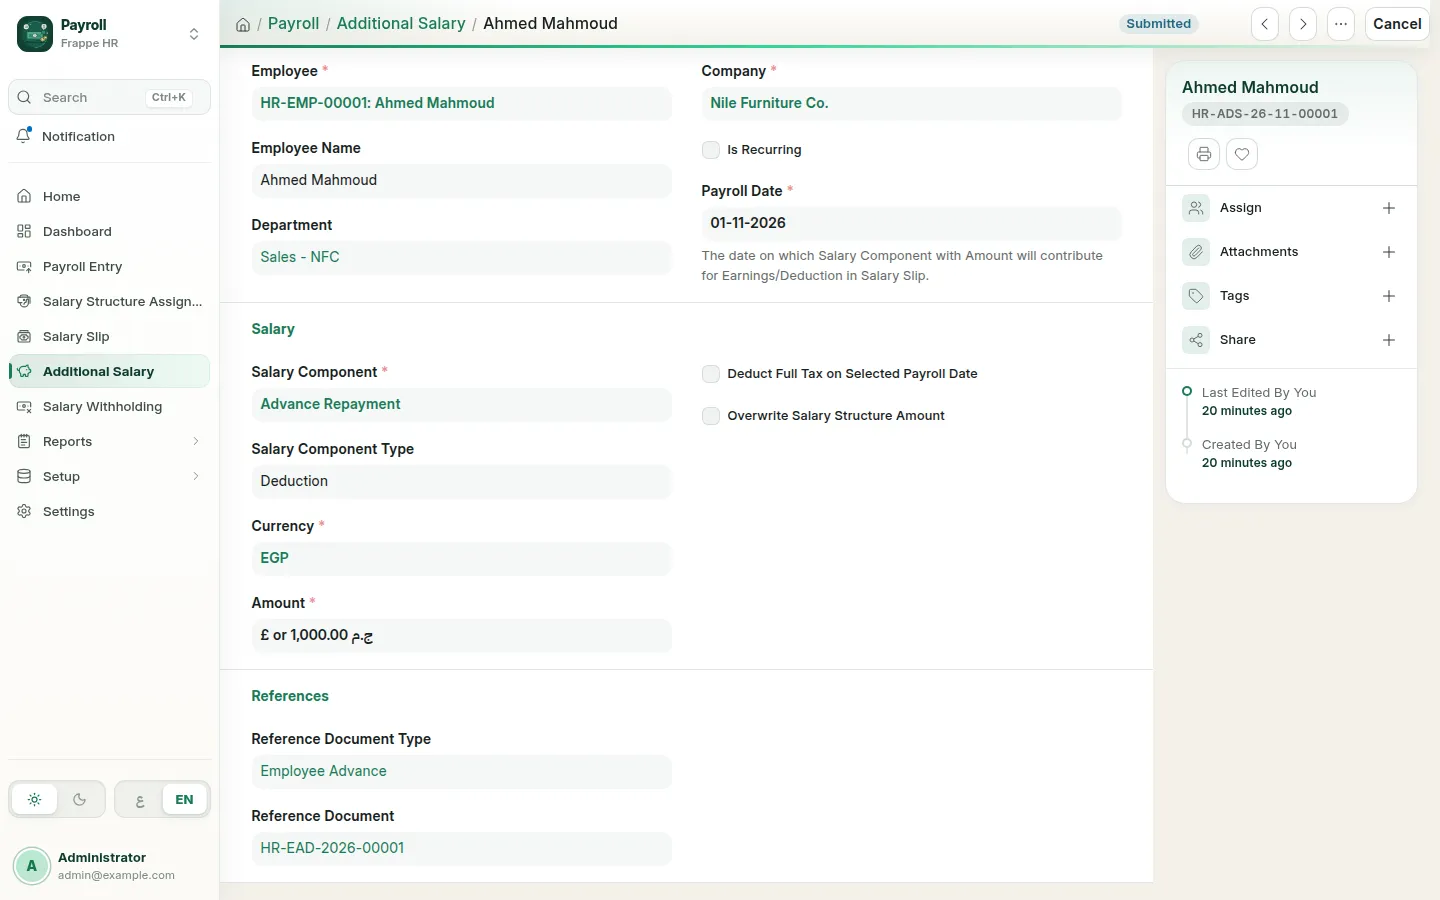 Payroll
Frappe HR
Search
Ctrl+K
Notification
Home
Dashboard
Payroll Entry
Salary Structure Assign...
Salary Slip
Additional Salary
Salary Withholding
Reports
Setup
Settings
ع
EN
A
Administrator
admin@example.com
/ Payroll / Additional Salary / Ahmed Mahmoud
Submitted
Cancel
Employee *
HR-EMP-00001: Ahmed Mahmoud
Employee Name
Ahmed Mahmoud
Department
Sales - NFC
Company *
Nile Furniture Co.
Is Recurring
Payroll Date *
01-11-2026
The date on which Salary Component with Amount will contribute
for Earnings/Deduction in Salary Slip.
Salary
Salary Component *
Advance Repayment
Salary Component Type
Deduction
Currency *
EGP
Amount *
£ or 1,000.00 ج.م
Deduct Full Tax on Selected Payroll Date
Overwrite Salary Structure Amount
References
Reference Document Type
Employee Advance
Reference Document
HR-EAD-2026-00001
Ahmed Mahmoud
HR-ADS-26-11-00001
Assign
Attachments
Tags
Share
Last Edited By You
20 minutes ago
Created By You
20 minutes ago